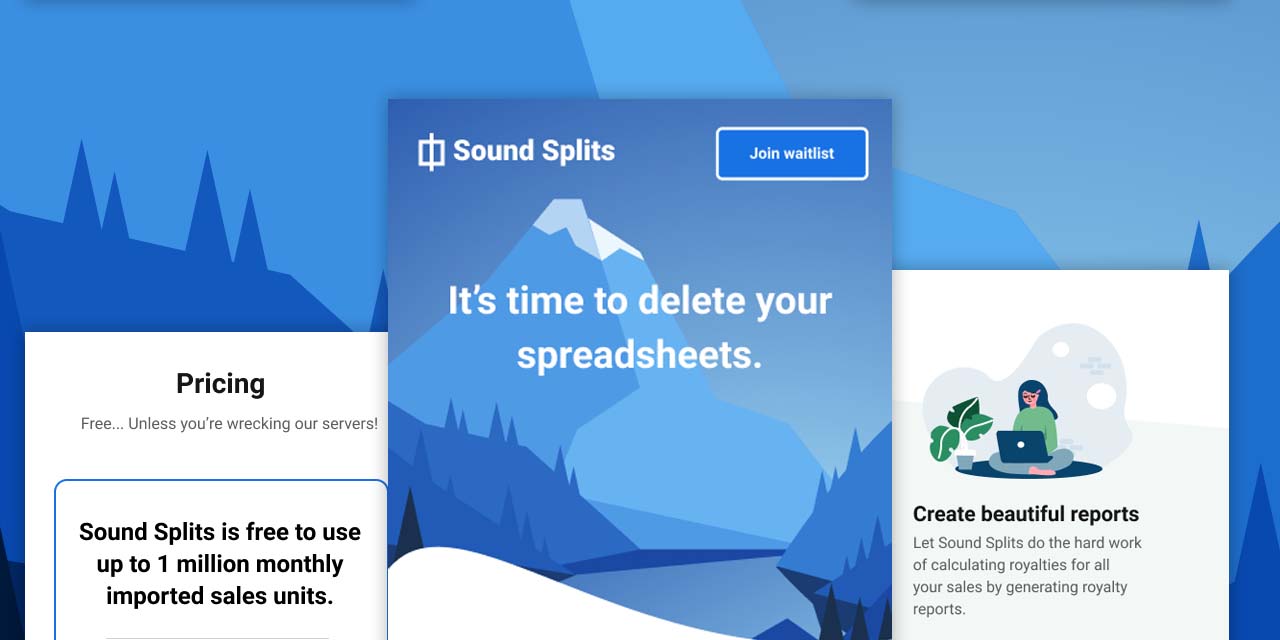 Sound Splits
Join waitlist
It’s time to delete your
spreadsheets.
Pricing
Free... Unless you’re wrecking our servers!
Sound Splits is free to use
up to 1 million monthly
imported sales units.
Create beautiful reports
Let Sound Splits do the hard work
of calculating royalties for all
your sales by generating royalty
reports.